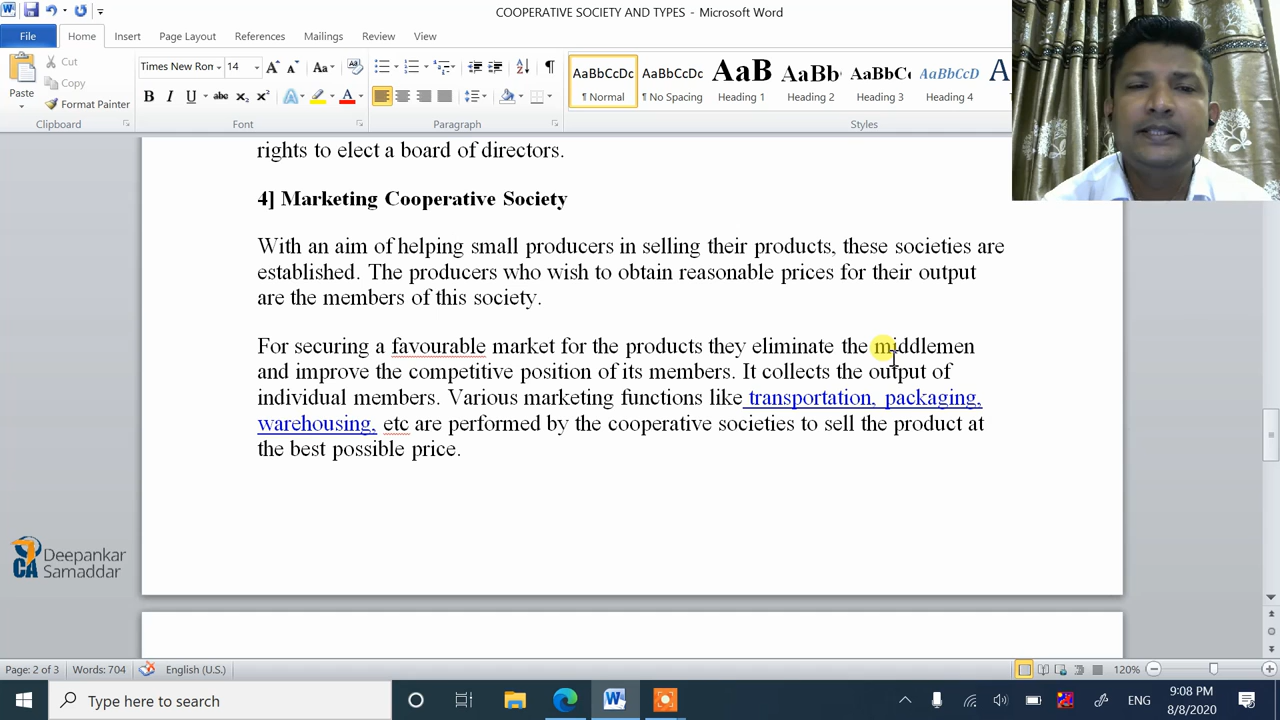 COOPERATIVE SOCIETY AND TYPES - Microsoft Word
File Home Insert Page Layout References Mailings Review View
Cut
Copy
Format Painter
Paste
Clipboard
Times New Ron 14
Font
Paragraph
AaBbCcDc AaBbCcDc AaB AaBb AaBbC AaBbCcD A
¶ Normal ¶ No Spacing Heading 1 Heading 2 Heading 3 Heading 4
Styles
rights to elect a board of directors.
4] Marketing Cooperative Society
With an aim of helping small producers in selling their products, these societies are
established. The producers who wish to obtain reasonable prices for their output
are the members of this society.
For securing a favourable market for the products they eliminate the middlemen
and improve the competitive position of its members. It collects the output of
individual members. Various marketing functions like transportation, packaging,
warehousing, etc are performed by the cooperative societies to sell the product at
the best possible price.
CA Deepankar
Samaddar
Page: 2 of 3 Words: 704 English (U.S.) 120%
Type here to search
ENG
9:08 PM
8/8/2020